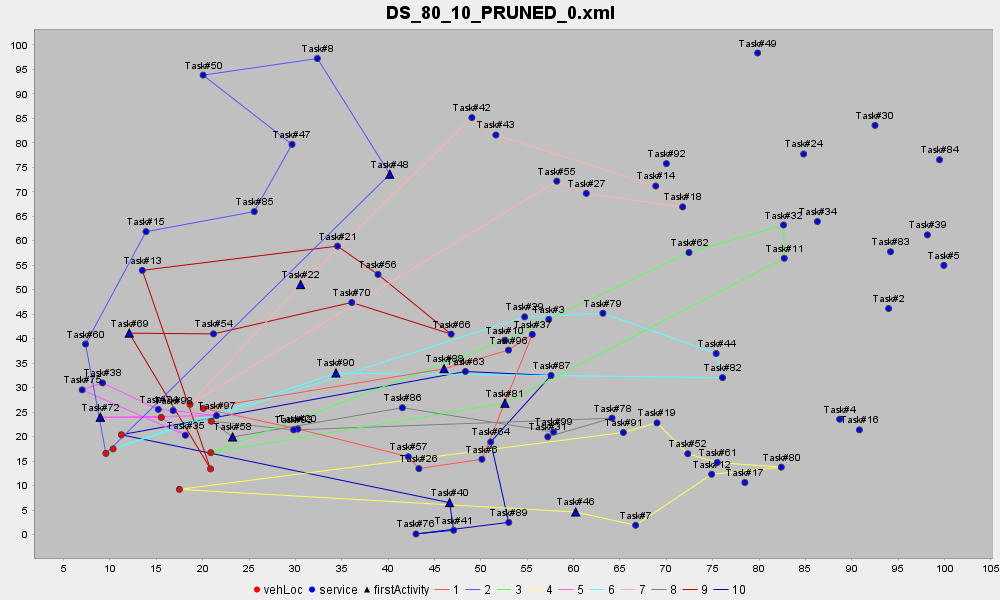 DS_80_10_PRUNED_0.xml
100
95
90
85
80
75
70
65
60
55
50
45
40
35
30
25
20
15
10
5
0
Task#49
Task#8
Task#50
Task#42
Task#43
Task#30
Task#47
Task#24
Task#84
Task#92
Task#48
Task#55
Task#14
Task#27
Task#18
Task#85
Task#15
Task#32
Task#34
Task#39
Task#21
Task#62
Task#11
Task#83
Task#5
Task#13
Task#56
Task#22
Task#70
Task#2
Task#79
Task#29
Task#3
Task#69
Task#54
Task#66
Task#10
Task#37
Task#60
Task#96
Task#44
Task#90
Task#63
Task#87
Task#82
Task#38
Task#75
Task#81
Task#86
Task#97
Task#72
Task#78
Task#19
Task#4
Task#16
Task#35
Task#58
Task#99
Task#91
Task#64
Task#52
Task#57
Task#6
Task#26
Task#61
Task#80
Task#12
Task#17
Task#40
Task#46
Task#7
Task#89
Task#76
Task#41
5 10 15 20 25 30 35 40 45 50 55 60 65 70 75 80 85 90 95 100 105
vehLoc service firstActivity 1 2 3 4 5 6 7 8 9 10